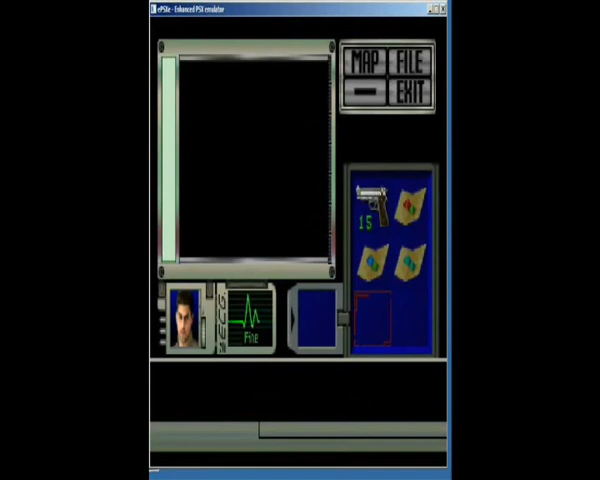 ePSXe - Enhanced PSX emulator
MAP FILE
EXIT
15
ECG.
Fine